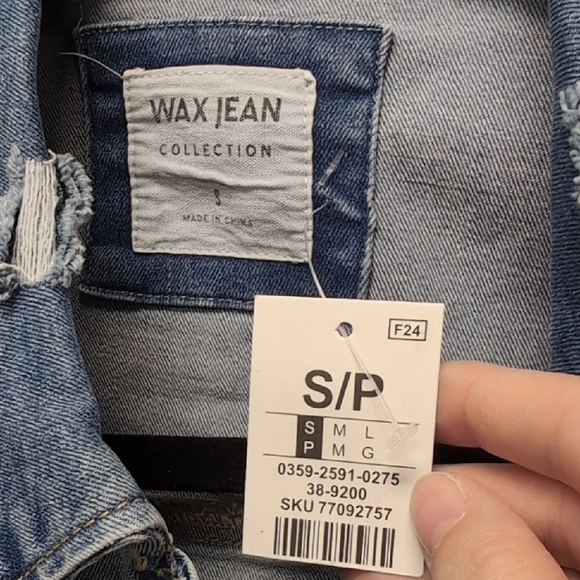 WAX JEAN
COLLECTION
S
MADE IN CHINA
F24
S/P
S M L
P M G
0359-2591-0275
38-9200
SKU 77092757